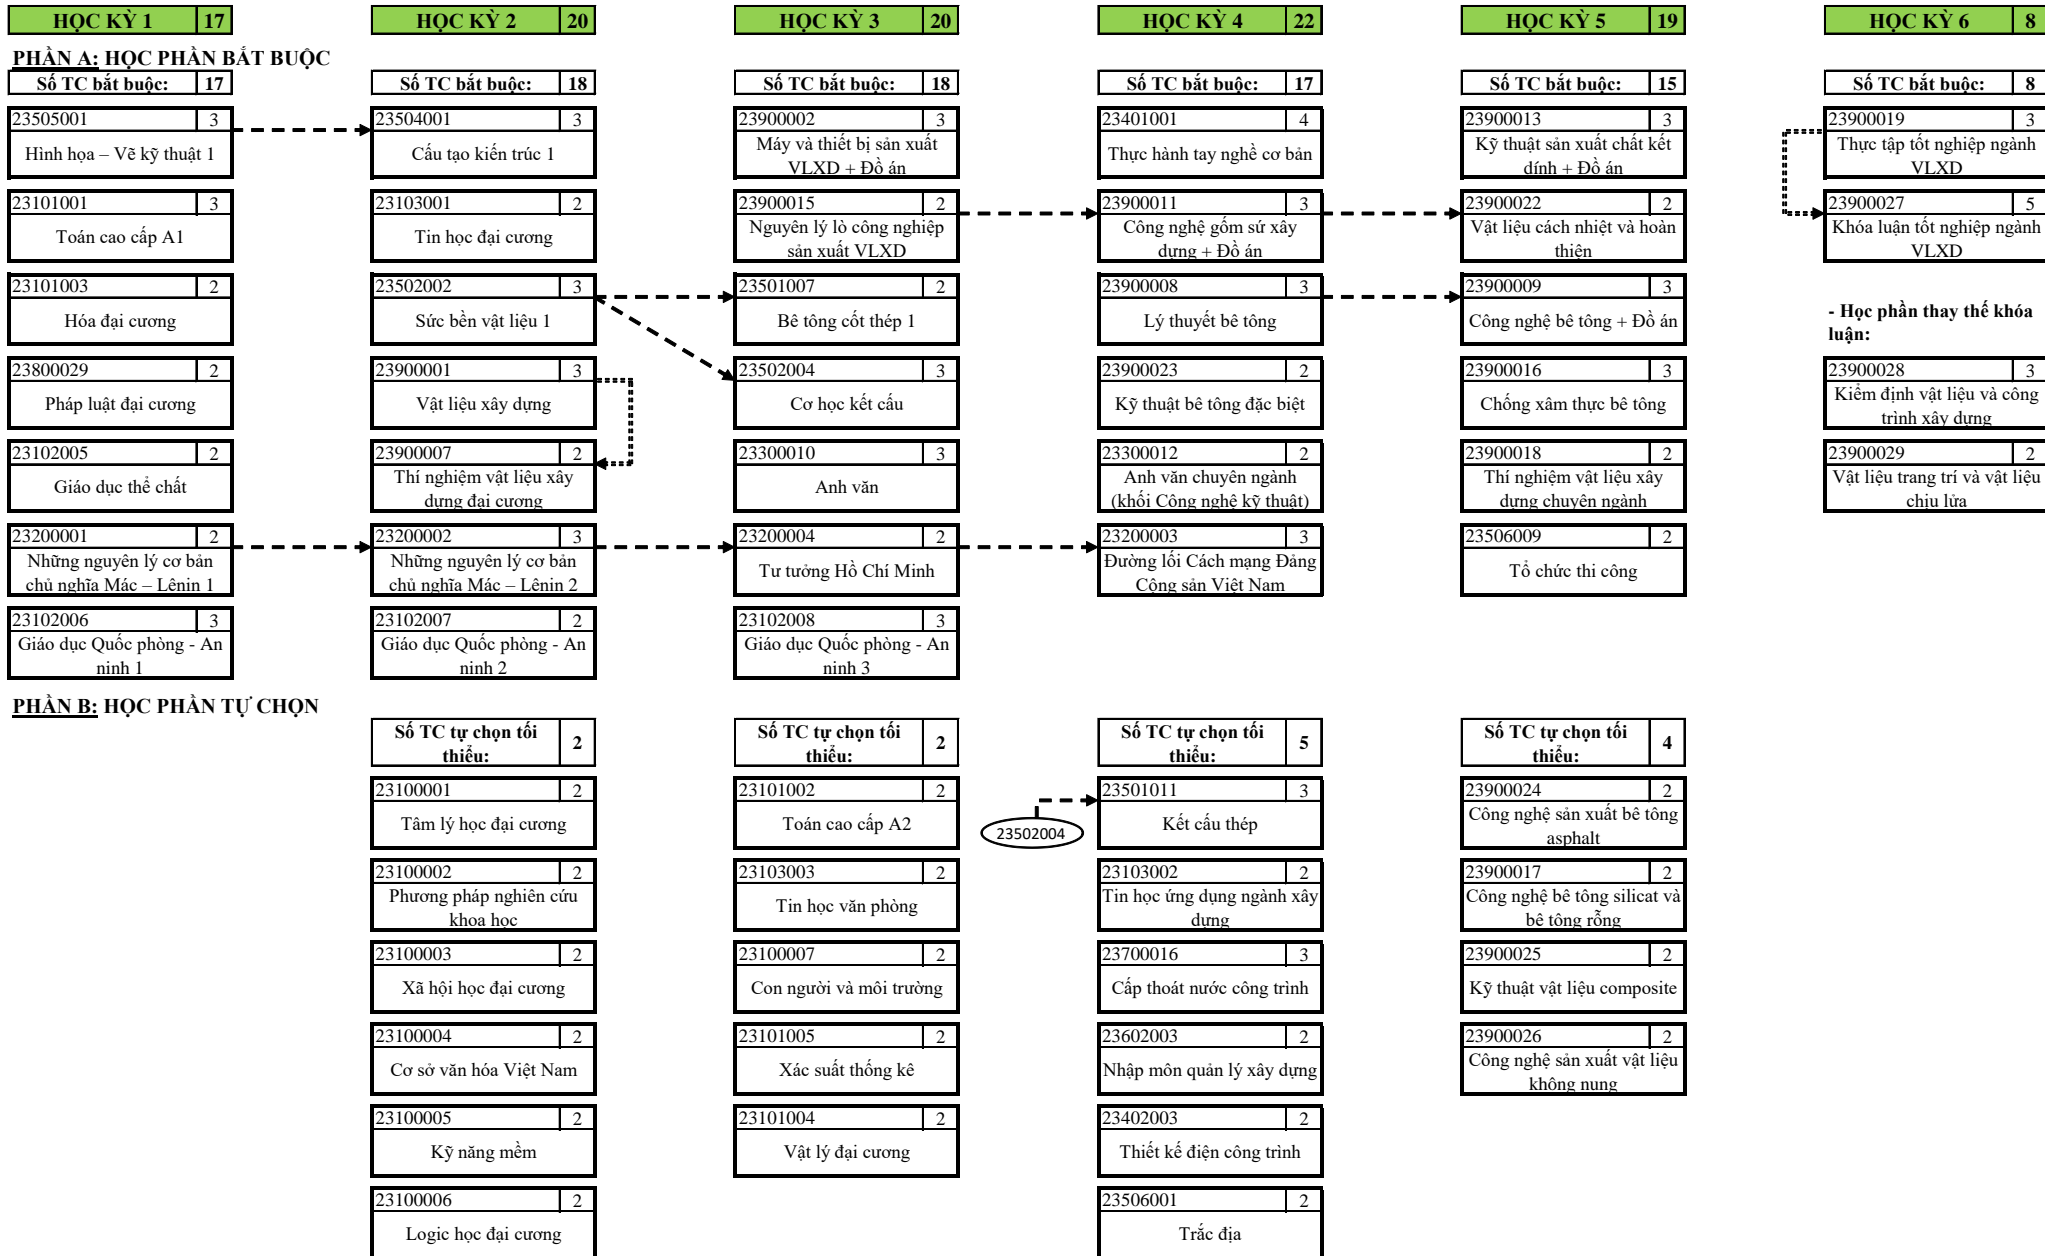 HỌC KỲ 1 17
HỌC KỲ 2 20
HỌC KỲ 3 20
HỌC KỲ 4 22
HỌC KỲ 5 19
HỌC KỲ 6 8
PHẦN A: HỌC PHẦN BẮT BUỘC
Số TC bắt buộc: 17
Số TC bắt buộc: 18
Số TC bắt buộc: 18
Số TC bắt buộc: 17
Số TC bắt buộc: 15
Số TC bắt buộc: 8
23505001 3
Hình họa – Vẽ kỹ thuật 1
23504001 3
Cấu tạo kiến trúc 1
23900002 3
Máy và thiết bị sản xuất
VLXD + Đồ án
23401001 4
Thực hành tay nghề cơ bản
23900013 3
Kỹ thuật sản xuất chất kết
dính + Đồ án
23900019 3
Thực tập tốt nghiệp ngành
VLXD
23101001 3
Toán cao cấp A1
23103001 2
Tin học đại cương
23900015 2
Nguyên lý lò công nghiệp
sản xuất VLXD
23900011 3
Công nghệ gốm sứ xây
dựng + Đồ án
23900022 2
Vật liệu cách nhiệt và hoàn
thiện
23900027 5
Khóa luận tốt nghiệp ngành
VLXD
23101003 2
Hóa đại cương
23502002 3
Sức bền vật liệu 1
23501007 2
Bê tông cốt thép 1
23900008 3
Lý thuyết bê tông
23900009 3
Công nghệ bê tông + Đồ án
- Học phần thay thế khóa
luận:
23800029 2
Pháp luật đại cương
23900001 3
Vật liệu xây dựng
23502004 3
Cơ học kết cấu
23900023 2
Kỹ thuật bê tông đặc biệt
23900016 3
Chống xâm thực bê tông
23900028 3
Kiểm định vật liệu và công
trình xây dựng
23102005 2
Giáo dục thể chất
23900007 2
Thí nghiệm vật liệu xây
dựng đại cương
23300010 3
Anh văn
23300012 2
Anh văn chuyên ngành
(khối Công nghệ kỹ thuật)
23900018 2
Thí nghiệm vật liệu xây
dựng chuyên ngành
23900029 2
Vật liệu trang trí và vật liệu
chịu lửa
23200001 2
Những nguyên lý cơ bản
chủ nghĩa Mác – Lênin 1
23200002 3
Những nguyên lý cơ bản
chủ nghĩa Mác – Lênin 2
23200004 2
Tư tưởng Hồ Chí Minh
23200003 3
Đường lối Cách mạng Đảng
Cộng sản Việt Nam
23506009 2
Tổ chức thi công
23102006 3
Giáo dục Quốc phòng - An
ninh 1
23102007 2
Giáo dục Quốc phòng - An
ninh 2
23102008 3
Giáo dục Quốc phòng - An
ninh 3
PHẦN B: HỌC PHẦN TỰ CHỌN
Số TC tự chọn tối
thiểu: 2
Số TC tự chọn tối
thiểu: 2
Số TC tự chọn tối
thiểu: 5
Số TC tự chọn tối
thiểu: 4
23100001 2
Tâm lý học đại cương
23101002 2
Toán cao cấp A2
23502004
23501011 3
Kết cấu thép
23900024 2
Công nghệ sản xuất bê tông
asphalt
23100002 2
Phương pháp nghiên cứu
khoa học
23103003 2
Tin học văn phòng
23103002 2
Tin học ứng dụng ngành xây
dựng
23900017 2
Công nghệ bê tông silicat và
bê tông rỗng
23100003 2
Xã hội học đại cương
23100007 2
Con người và môi trường
23700016 3
Cấp thoát nước công trình
23900025 2
Kỹ thuật vật liệu composite
23100004 2
Cơ sở văn hóa Việt Nam
23101005 2
Xác suất thống kê
23602003 2
Nhập môn quản lý xây dựng
23900026 2
Công nghệ sản xuất vật liệu
không nung
23100005 2
Kỹ năng mềm
23101004 2
Vật lý đại cương
23402003 2
Thiết kế điện công trình
23100006 2
Logic học đại cương
23506001 2
Trắc địa